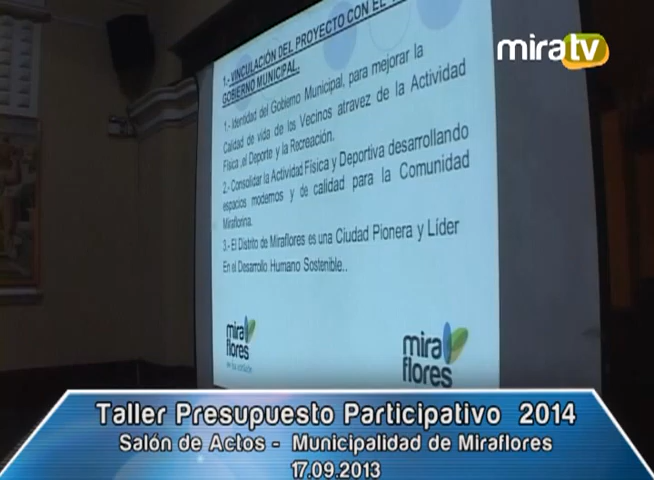 miratv
1.- VINCULACIÓN DEL PROYECTO CON EL
GOBIERNO MUNICIPAL.
1.- Identidad del Gobierno Municipal, para mejorar la
Calidad de vida de los Vecinos atravez de la Actividad
Física ,el Deporte y la Recreación.
2.- Consolidar la Actividad Física y Deportiva desarrollando
espacios modernos y de calidad para la Comunidad
Miraflorina.
3.- El Distrito de Miraflores es una Ciudad Pionera y Líder
En el Desarrollo Humano Sostenible..
mira
flores
mira
flores
Taller Presupuesto Participativo 2014
Salón de Actos - Municipalidad de Miraflores
17.09.2013